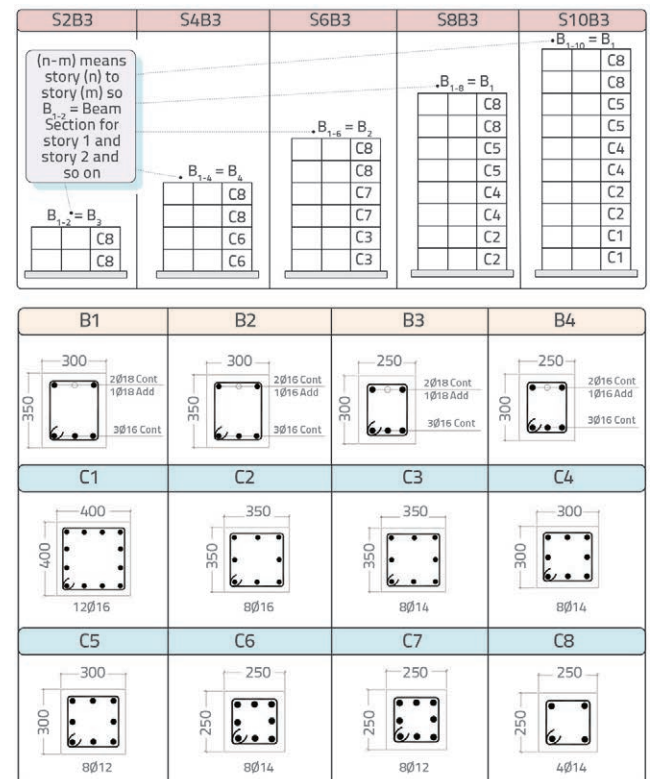 S2B3 S4B3 S6B3 S8B3 S10B3
(n-m) means
story (n) to
story (m) so
B1-2 = Beam
Section for
story 1 and
story 2 and
so on
B1-2 = B3
C8
C8
B1-4 = B4
C8
C8
C6
C6
B1-6 = B2
C8
C8
C7
C7
C3
C3
B1-8 = B1
C8
C8
C5
C5
C4
C4
C2
C2
B1-10 = B1
C8
C8
C5
C5
C4
C4
C2
C2
C1
C1
B1 B2 B3 B4
300
350
2Ø18 Cont
1Ø18 Add
3Ø16 Cont
300
350
2Ø16 Cont
1Ø16 Add
3Ø16 Cont
250
300
2Ø18 Cont
1Ø18 Add
3Ø16 Cont
250
300
2Ø16 Cont
1Ø16 Add
3Ø16 Cont
C1 C2 C3 C4
400
400
12Ø16
350
350
8Ø16
350
350
8Ø14
300
300
8Ø14
C5 C6 C7 C8
300
300
8Ø12
250
250
8Ø14
250
250
8Ø12
250
250
4Ø14